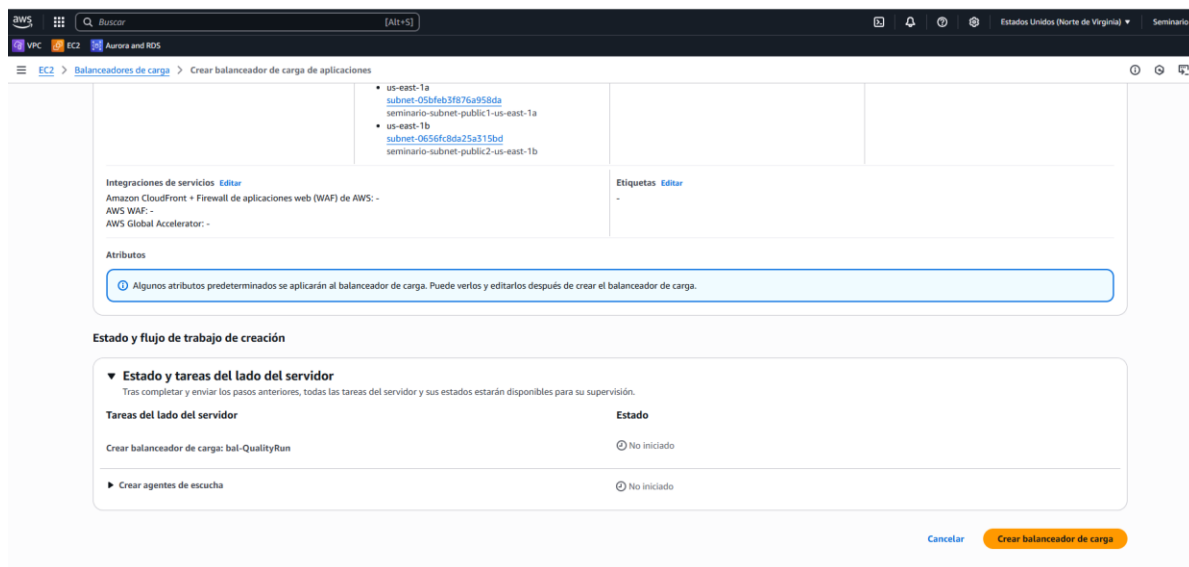 aws
Buscar [Alt+S] Estados Unidos (Norte de Virginia) ▼ Seminario
VPC EC2 Aurora and RDS
EC2 > Balanceadores de carga > Crear balanceador de carga de aplicaciones
• us-east-1a
subnet-05bfeb3f876a958da
seminario-subnet-public1-us-east-1a
• us-east-1b
subnet-0656fc8da25a315bd
seminario-subnet-public2-us-east-1b
Integraciones de servicios Editar
Amazon CloudFront + Firewall de aplicaciones web (WAF) de AWS: -
AWS WAF: -
AWS Global Accelerator: -
Etiquetas Editar
-
Atributos
Algunos atributos predeterminados se aplicarán al balanceador de carga. Puede verlos y editarlos después de crear el balanceador de carga.
Estado y flujo de trabajo de creación
▼ Estado y tareas del lado del servidor
Tras completar y enviar los pasos anteriores, todas las tareas del servidor y sus estados estarán disponibles para su supervisión.
Tareas del lado del servidor Estado
Crear balanceador de carga: bal-QualityRun No iniciado
▶ Crear agentes de escucha No iniciado
Cancelar Crear balanceador de carga